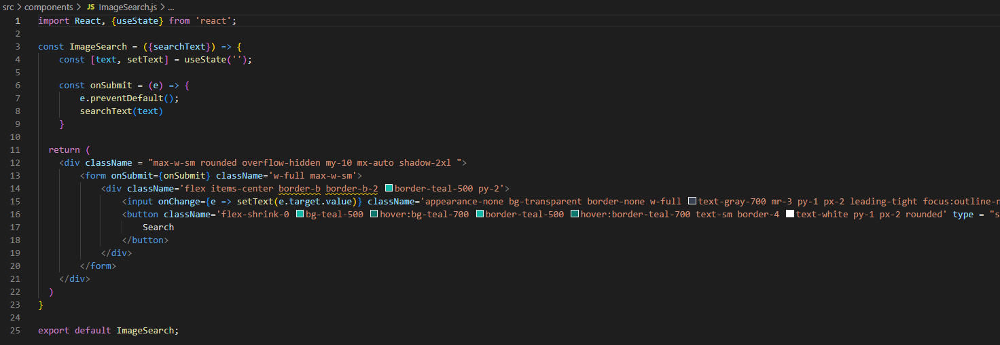 src > components > JS ImageSearch.js > ...
1 import React, {useState} from 'react';
2
3 const ImageSearch = ({searchText}) => {
4 const [text, setText] = useState('');
5
6 const onSubmit = (e) => {
7 e.preventDefault();
8 searchText(text)
9 }
10
11 return (
12 <div className = "max-w-sm rounded overflow-hidden my-10 mx-auto shadow-2xl ">
13 <form onSubmit={onSubmit} className='w-full max-w-sm'>
14 <div className='flex items-center border-b border-b-2 border-teal-500 py-2'>
15 <input onChange={e => setText(e.target.value)} className='appearance-none bg-transparent border-none w-full text-gray-700 mr-3 py-1 px-2 leading-tight focus:outline-n
16 <button className='flex-shrink-0 bg-teal-500 hover:bg-teal-700 border-teal-500 hover:border-teal-700 text-sm border-4 text-white py-1 px-2 rounded' type = "s
17 Search
18 </button>
19 </div>
20 </form>
21 </div>
22 )
23 }
24
25 export default ImageSearch;